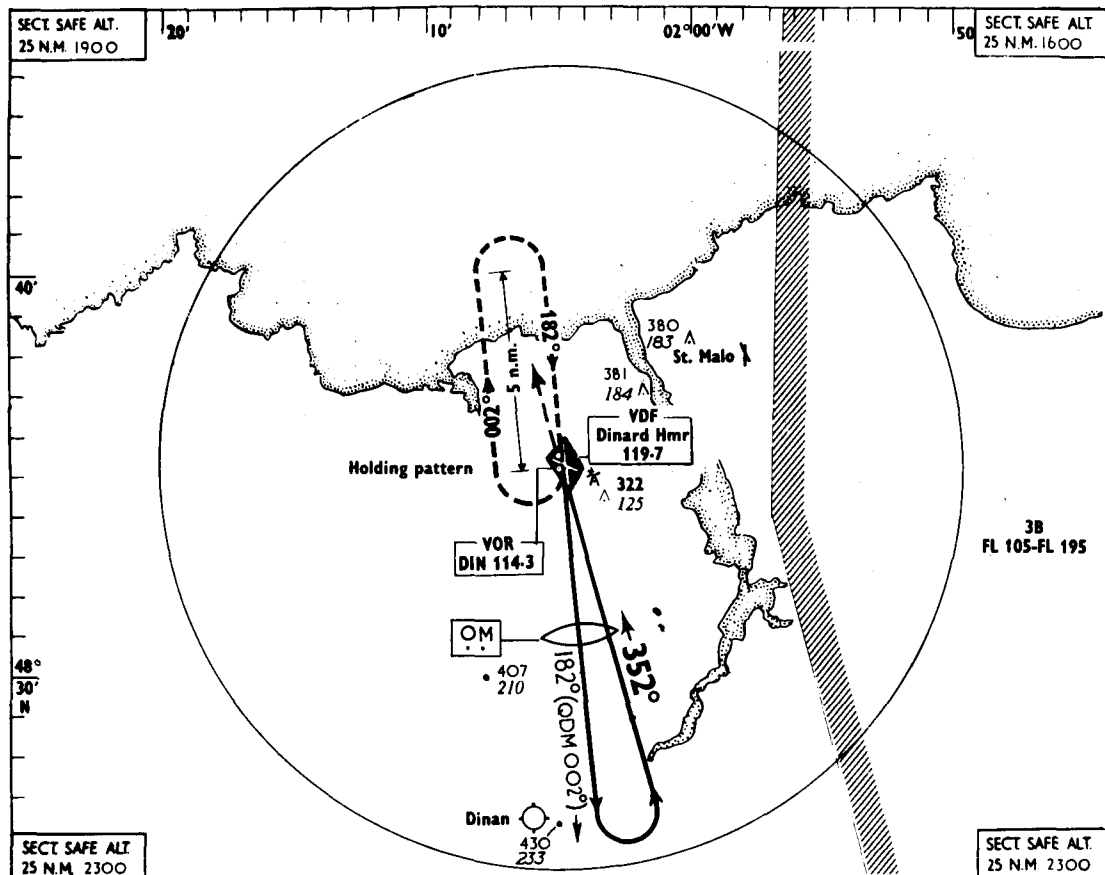 SECT. SAFE ALT.
25 N.M. 1900
20'
10'
02°00'W
50
SECT. SAFE ALT.
25 N.M. 1600
40'
182°
5 n.m.
002°
380
183
St. Malo
381
184
VDF
Dinard Hmr
119·7
Holding pattern
322
125
VOR
DIN 114·3
3B
FL 105-FL 195
OM
407
210
48°
30'
N
352°
182° (QDM 002°)
Dinan
430
233
SECT. SAFE ALT.
25 N.M. 2300
SECT. SAFE ALT.
25 N.M. 2300